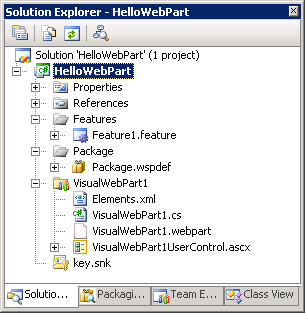 Solution Explorer - HelloWebPart
Solution 'HelloWebPart' (1 project)
HelloWebPart
Properties
References
Features
Feature1.feature
Package
Package.wspdef
VisualWebPart1
Elements.xml
VisualWebPart1.cs
VisualWebPart1.webpart
VisualWebPart1UserControl.ascx
key.snk
Solutio... Packagi... Team E... Class View